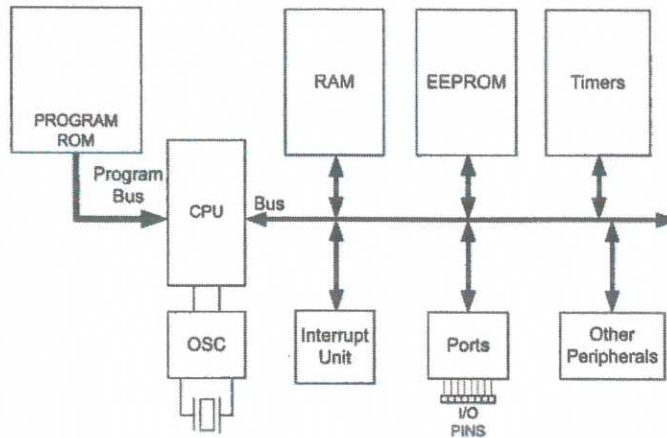 PROGRAM
ROM
RAM
EEPROM
Timers
Program
Bus
CPU
Bus
OSC
Interrupt
Unit
Ports
Other
Peripherals
I/O
PINS